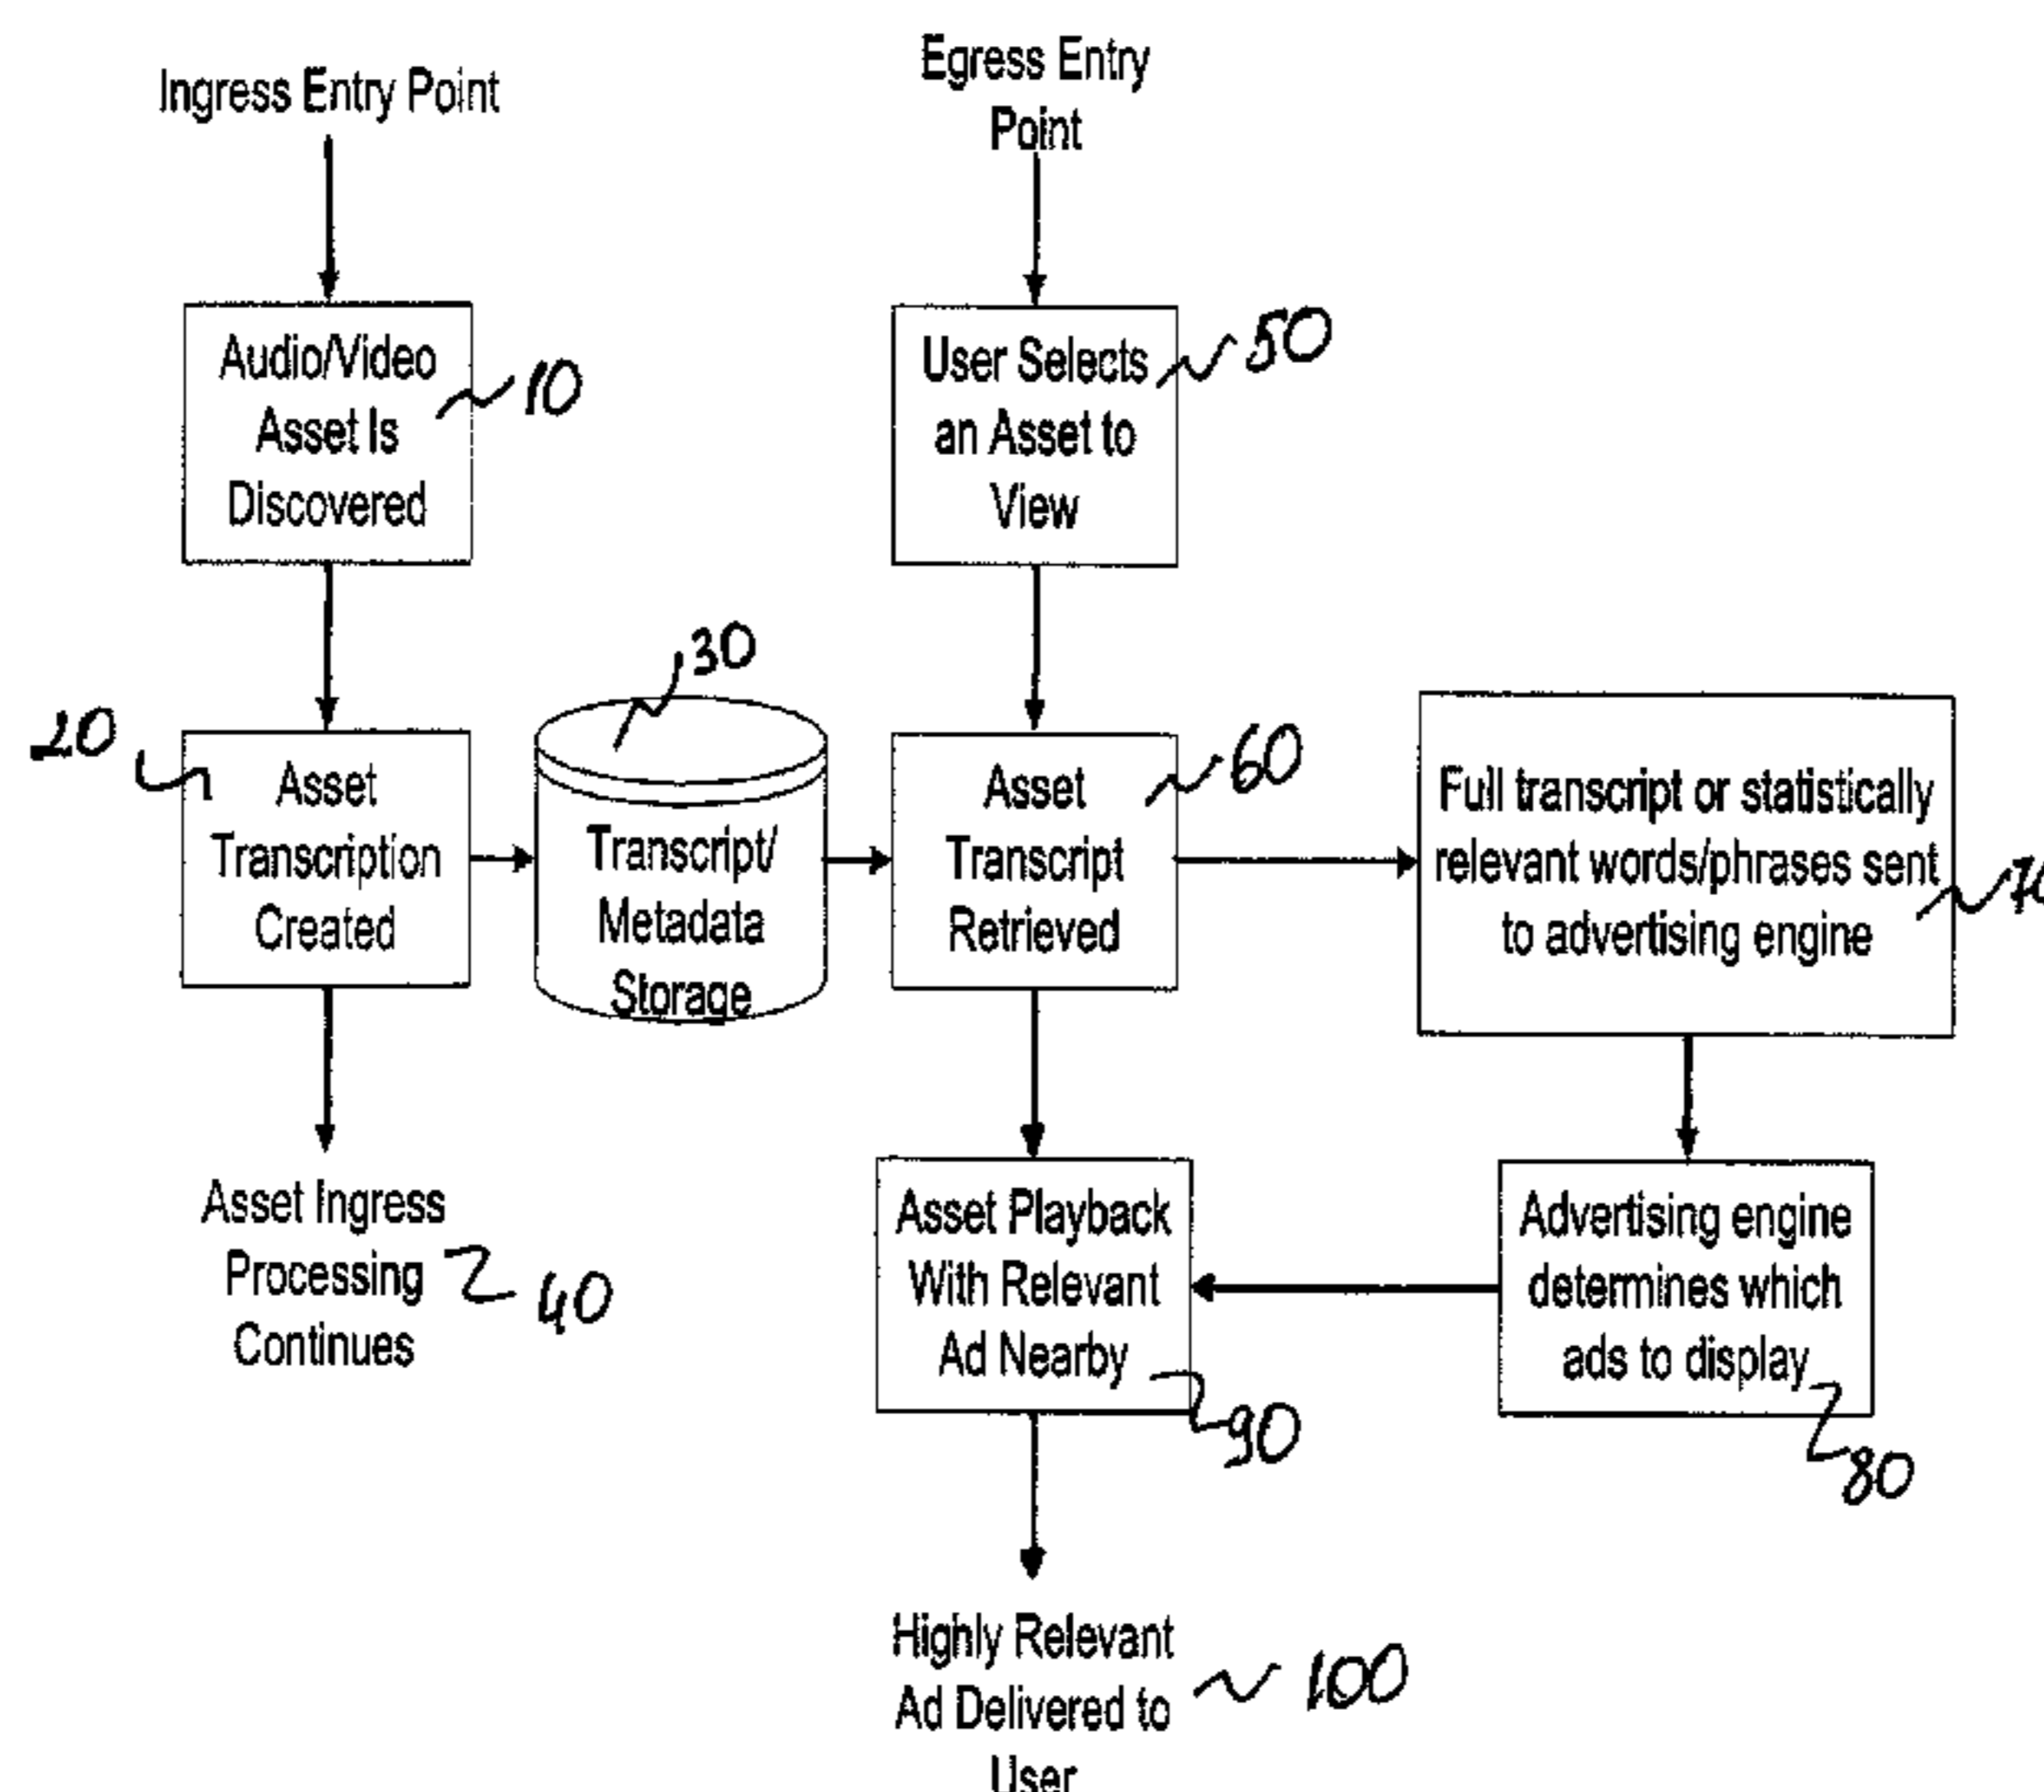 Ingress Entry Point
Egress Entry
Point
Audio/Video
Asset Is
Discovered
10
User Selects
an Asset to
View
50
20
Asset
Transcription
Created
30
Transcript/
Metadata
Storage
Asset
Transcript
Retrieved
60
Full transcript or statistically
relevant words/phrases sent
to advertising engine
Asset Ingress
Processing
Continues
40
Asset Playback
With Relevant
Ad Nearby
90
Advertising engine
determines which
ads to display
80
Highly Relevant
Ad Delivered to
User
100